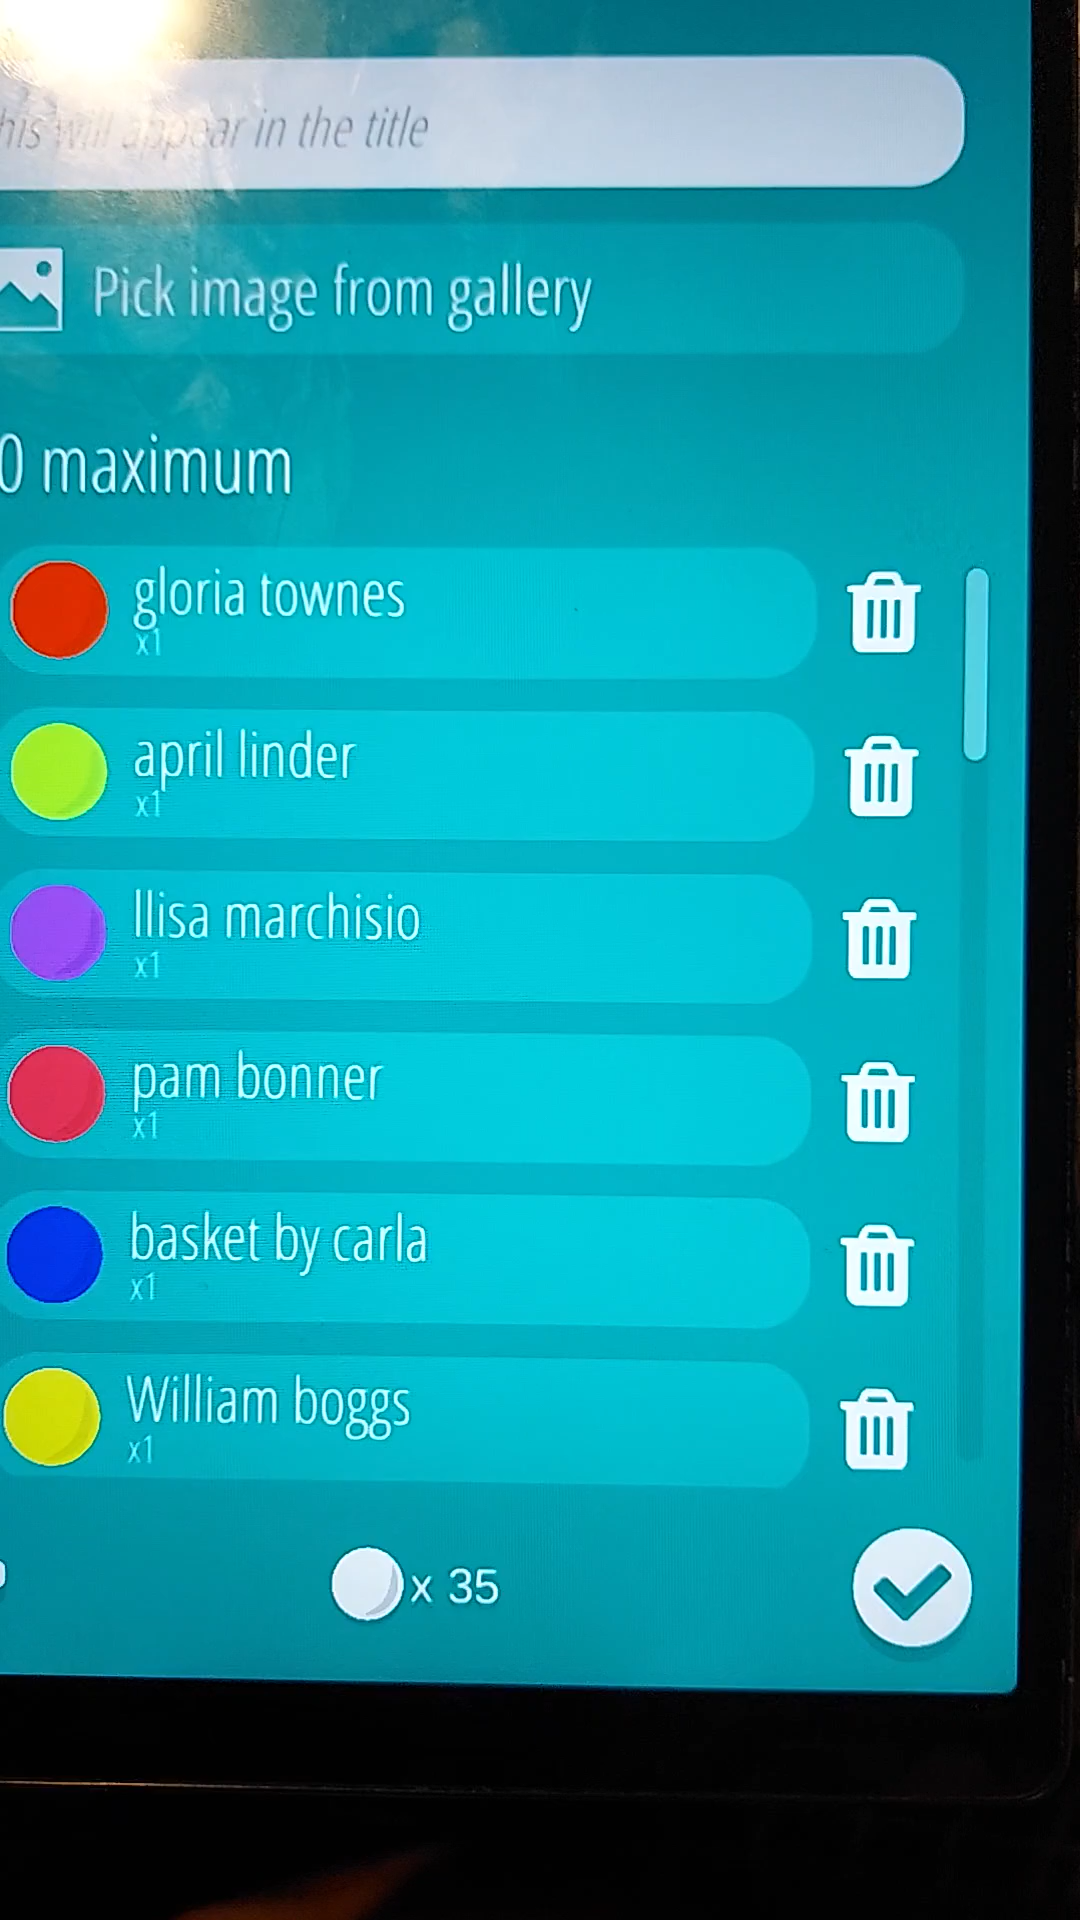 his will appear in the title
Pick image from gallery
0 maximum
gloria townes
x1
april linder
x1
llisa marchisio
x1
pam bonner
x1
basket by carla
x1
William boggs
x1
x 35